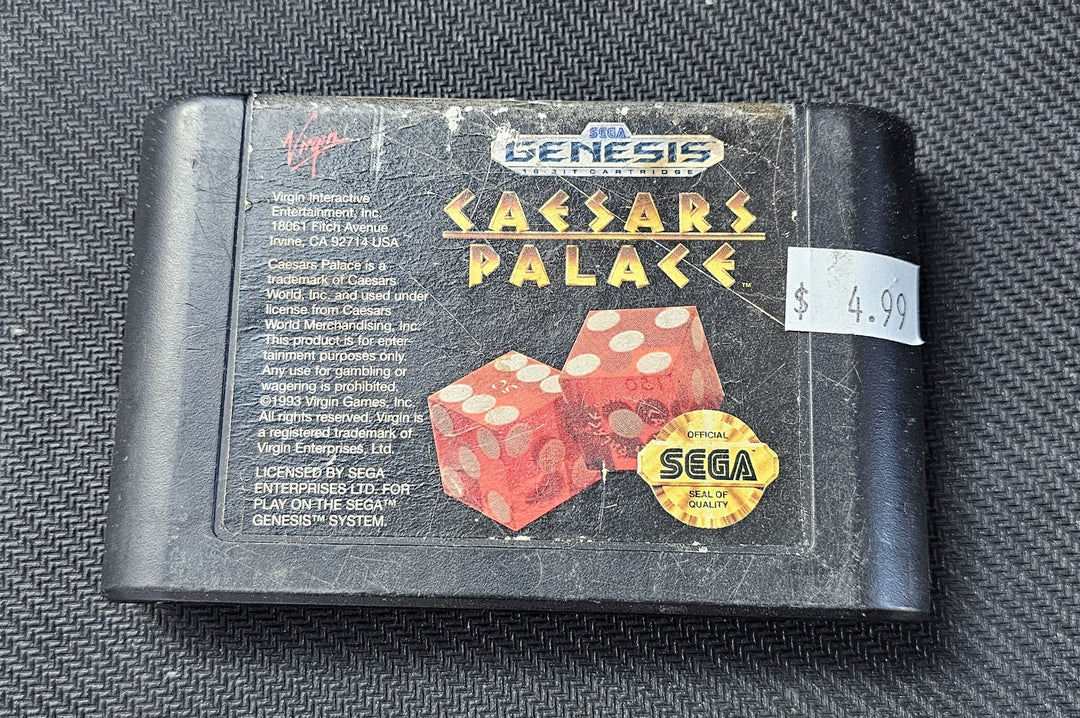 Virgin
Virgin Interactive
Entertainment, Inc.
18061 Fitch Avenue
Irvine, CA 92714 USA
Caesars Palace is a
trademark of Caesars
World, Inc. and used under
license from Caesars
World Merchandising, Inc.
This product is for enter-
tainment purposes only.
Any use for gambling or
wagering is prohibited.
©1993 Virgin Games, Inc.
All rights reserved. Virgin is
a registered trademark of
Virgin Enterprises, Ltd.
LICENSED BY SEGA
ENTERPRISES LTD. FOR
PLAY ON THE SEGA™
GENESIS™ SYSTEM.
SEGA
GENESIS
16-BIT CARTRIDGE
CAESARS
PALACE™
$ 4.99
OFFICIAL
SEGA™
SEAL OF
QUALITY